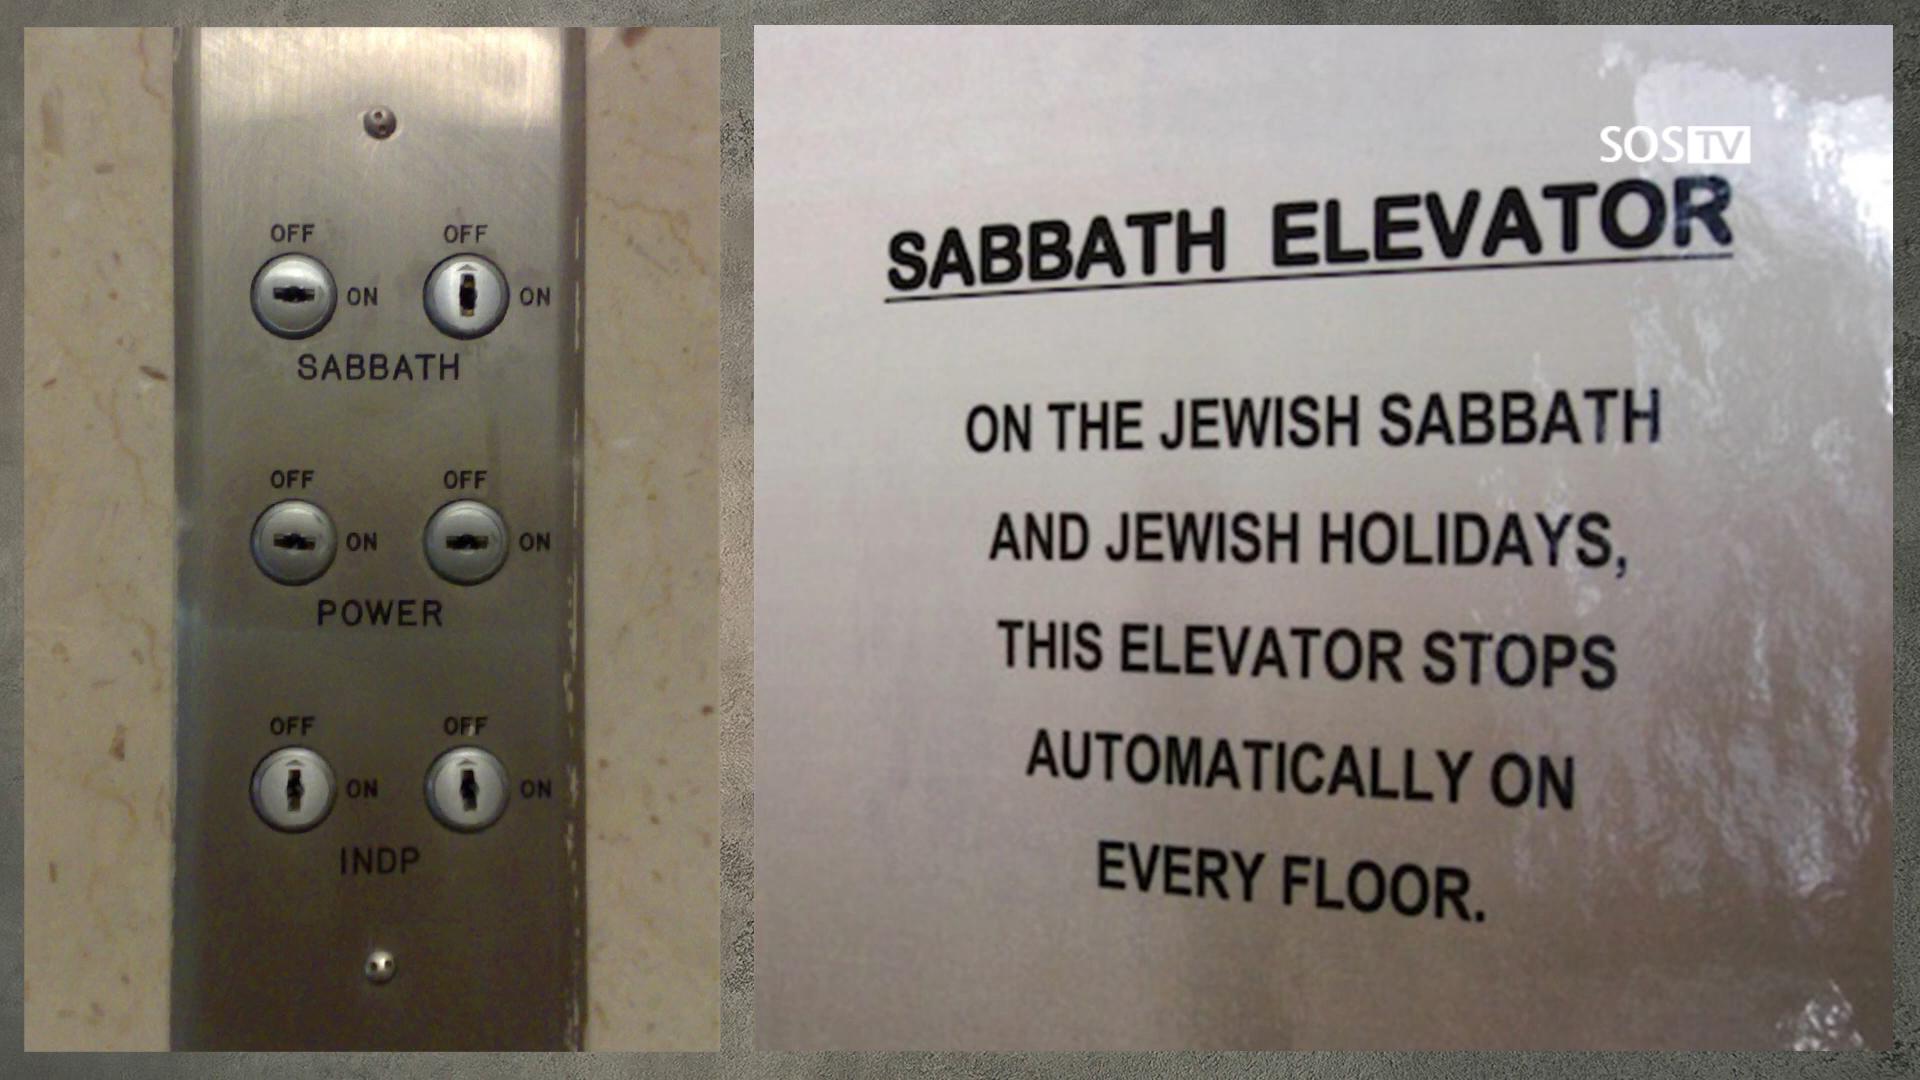 OFF OFF
ON ON
SABBATH
OFF OFF
ON ON
POWER
OFF OFF
ON ON
INDP
SOSTV
SABBATH ELEVATOR
ON THE JEWISH SABBATH
AND JEWISH HOLIDAYS,
THIS ELEVATOR STOPS
AUTOMATICALLY ON
EVERY FLOOR.